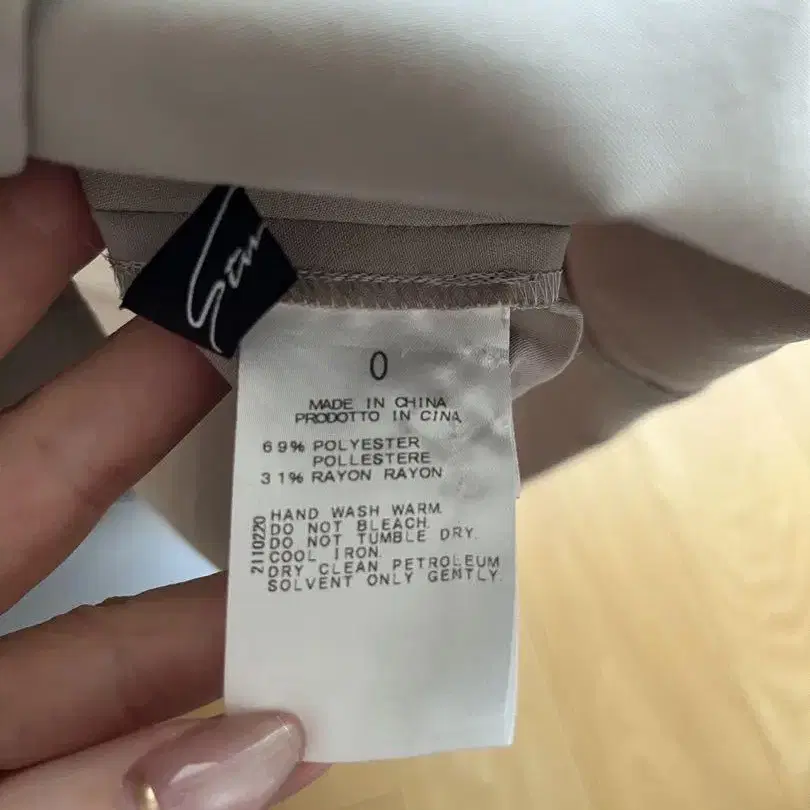 0
MADE IN CHINA
PRODOTTO IN CINA
69% POLYESTER
POLLESTERE
31% RAYON RAYON
HAND WASH WARM.
DO NOT BLEACH.
DO NOT TUMBLE DRY.
COOL IRON.
DRY CLEAN PETROLEUM
SOLVENT ONLY GENTLY.
2110220